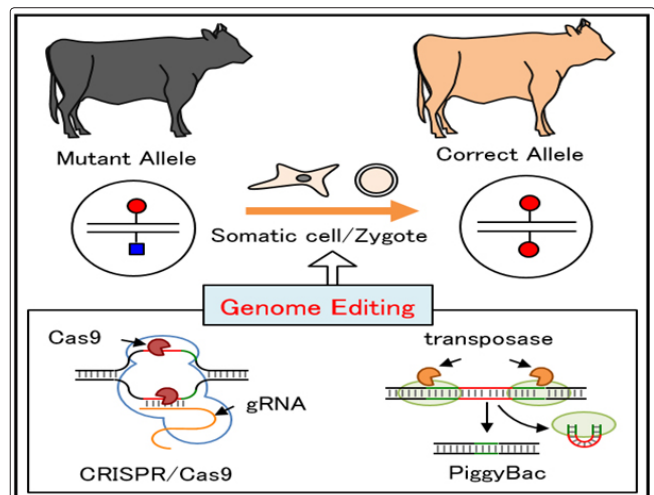 Mutant Allele
Correct Allele
Somatic cell/Zygote
Genome Editing
Cas9
transposase
gRNA
CRISPR/Cas9
PiggyBac